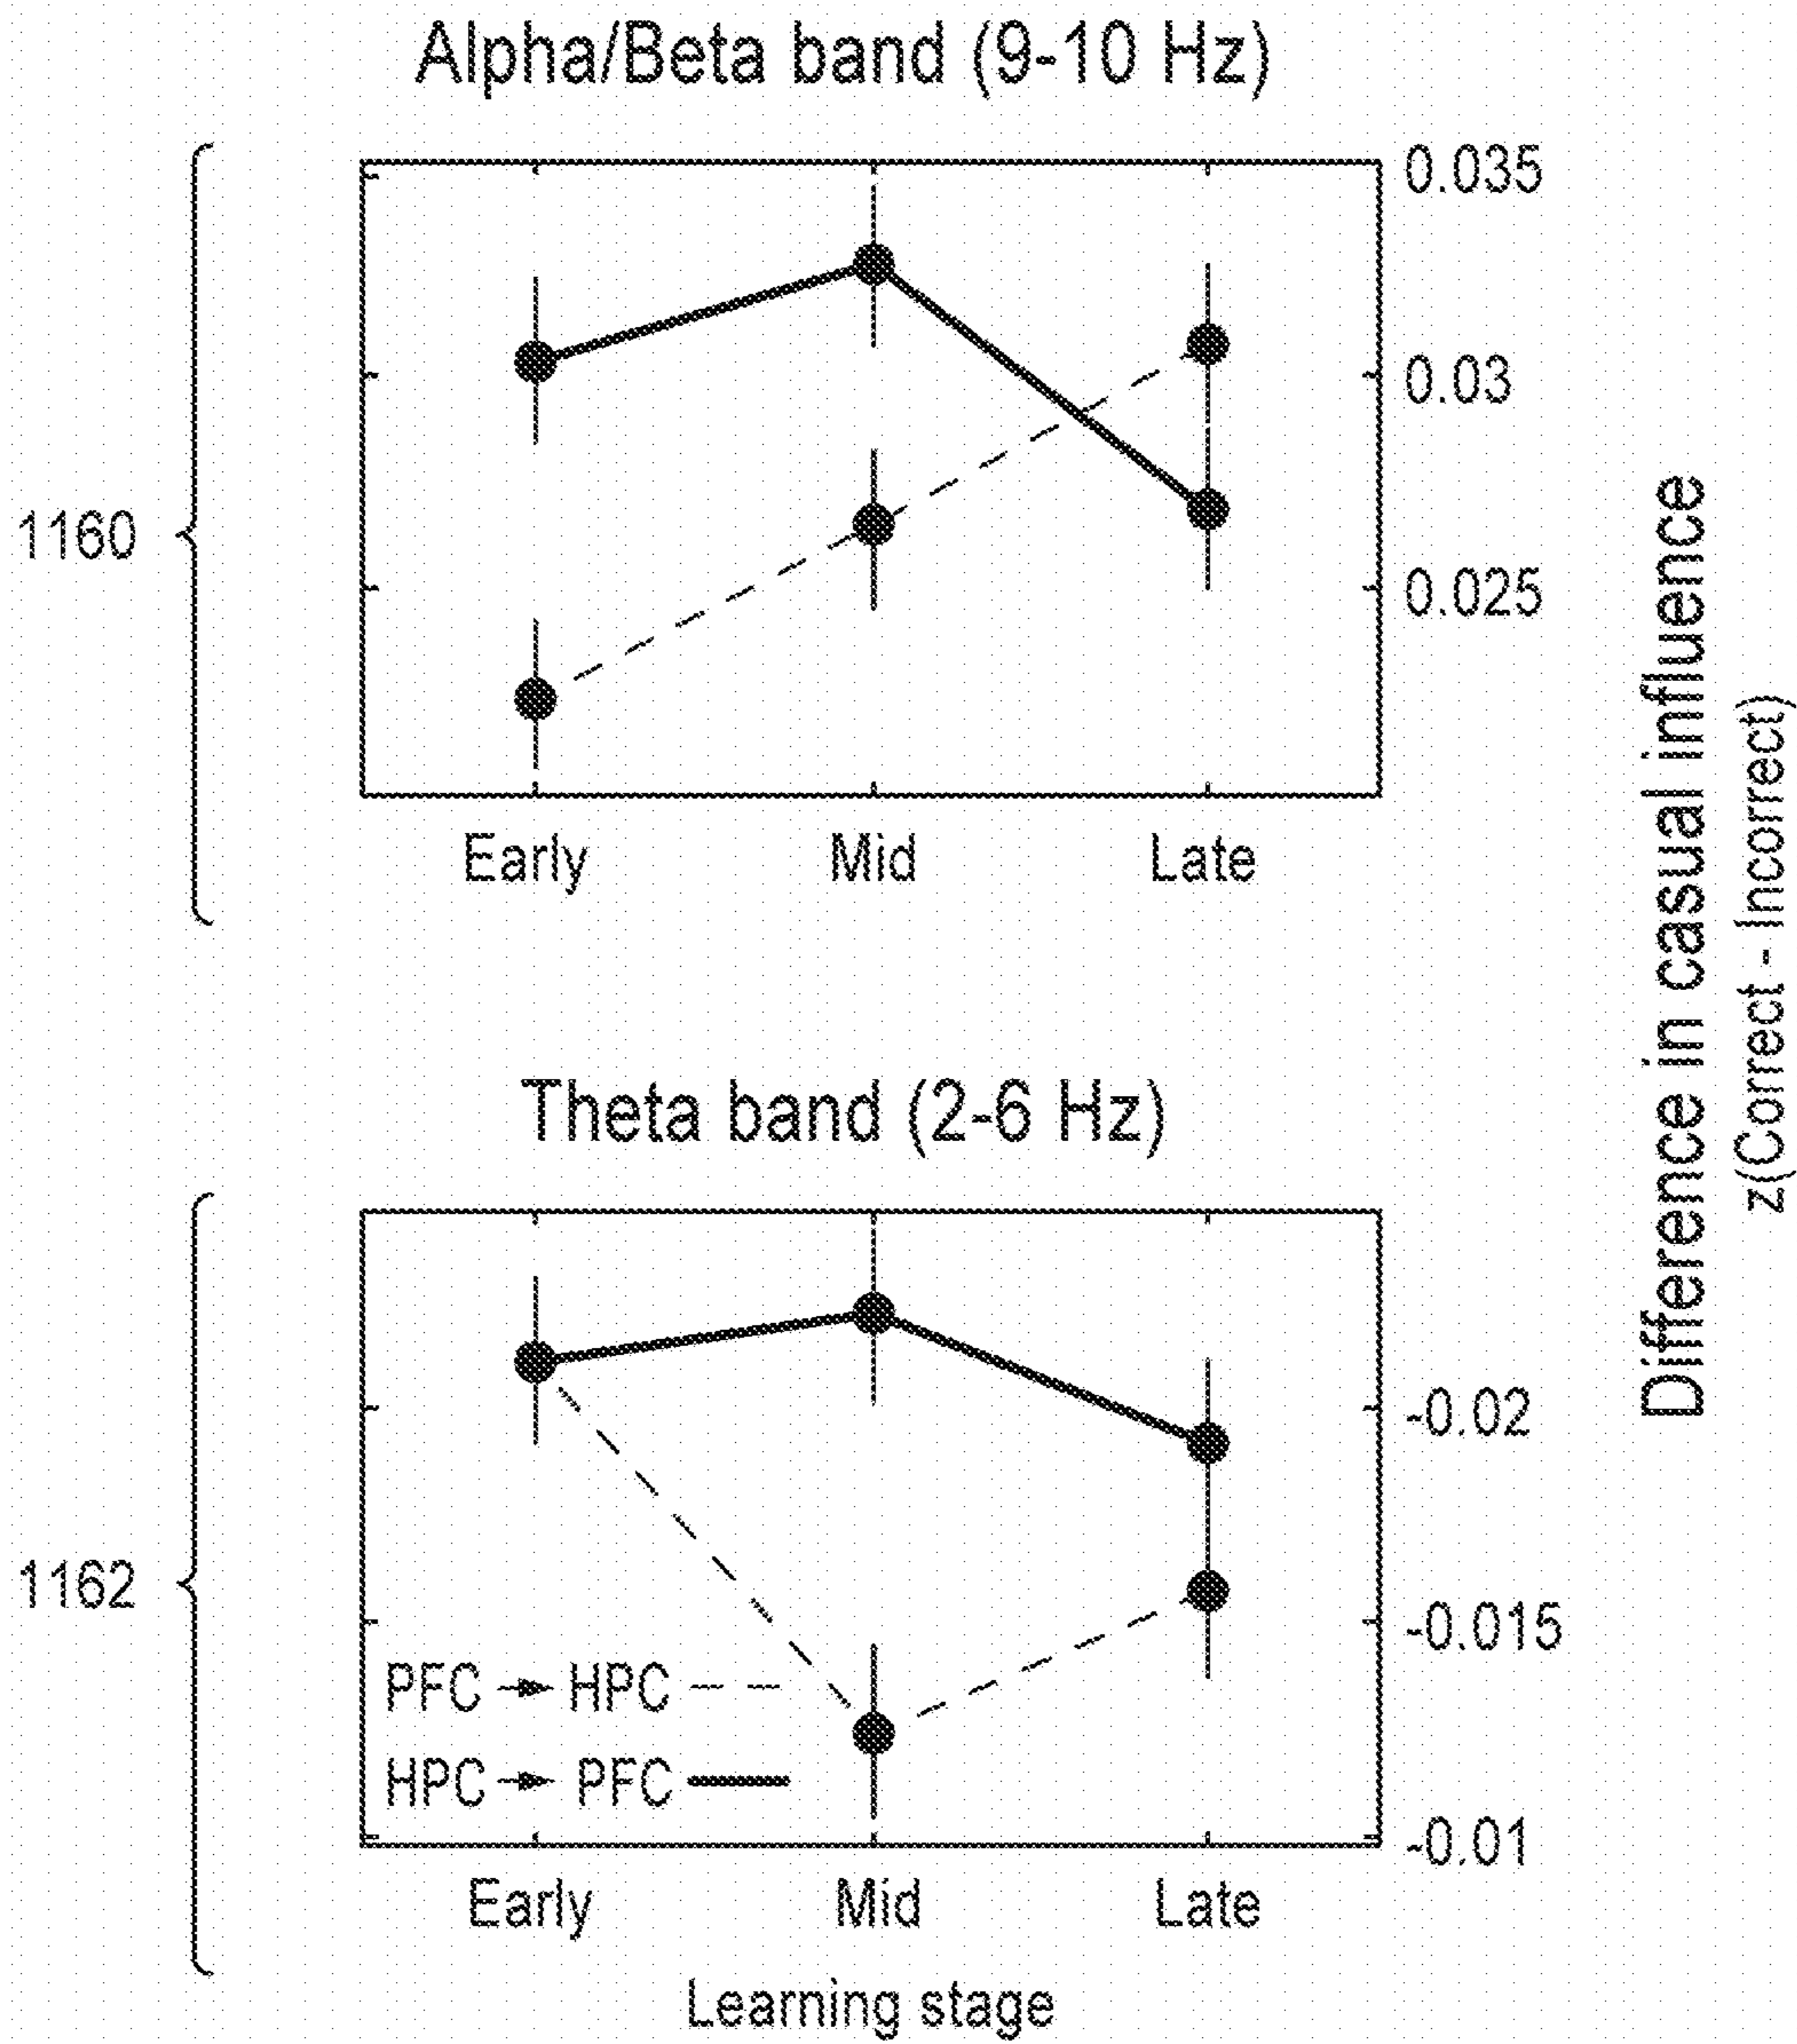 Alpha/Beta band (9-10 Hz)
0.035
0.03
0.025
1160
Early Mid Late
Difference in casual influence
z(Correct - Incorrect)
Theta band (2-6 Hz)
-0.02
-0.015
-0.01
1162
PFC → HPC
HPC → PFC
Early Mid Late
Learning stage